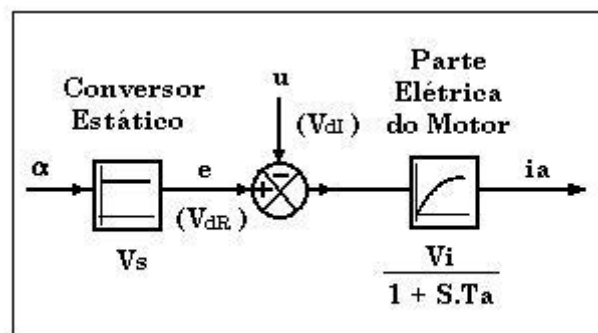 Conversor
Estático
Parte
Elétrica
do Motor
u
(VdI)
α
e
+
−
ia
(VdR)
Vs
Vi
1 + S.Ta